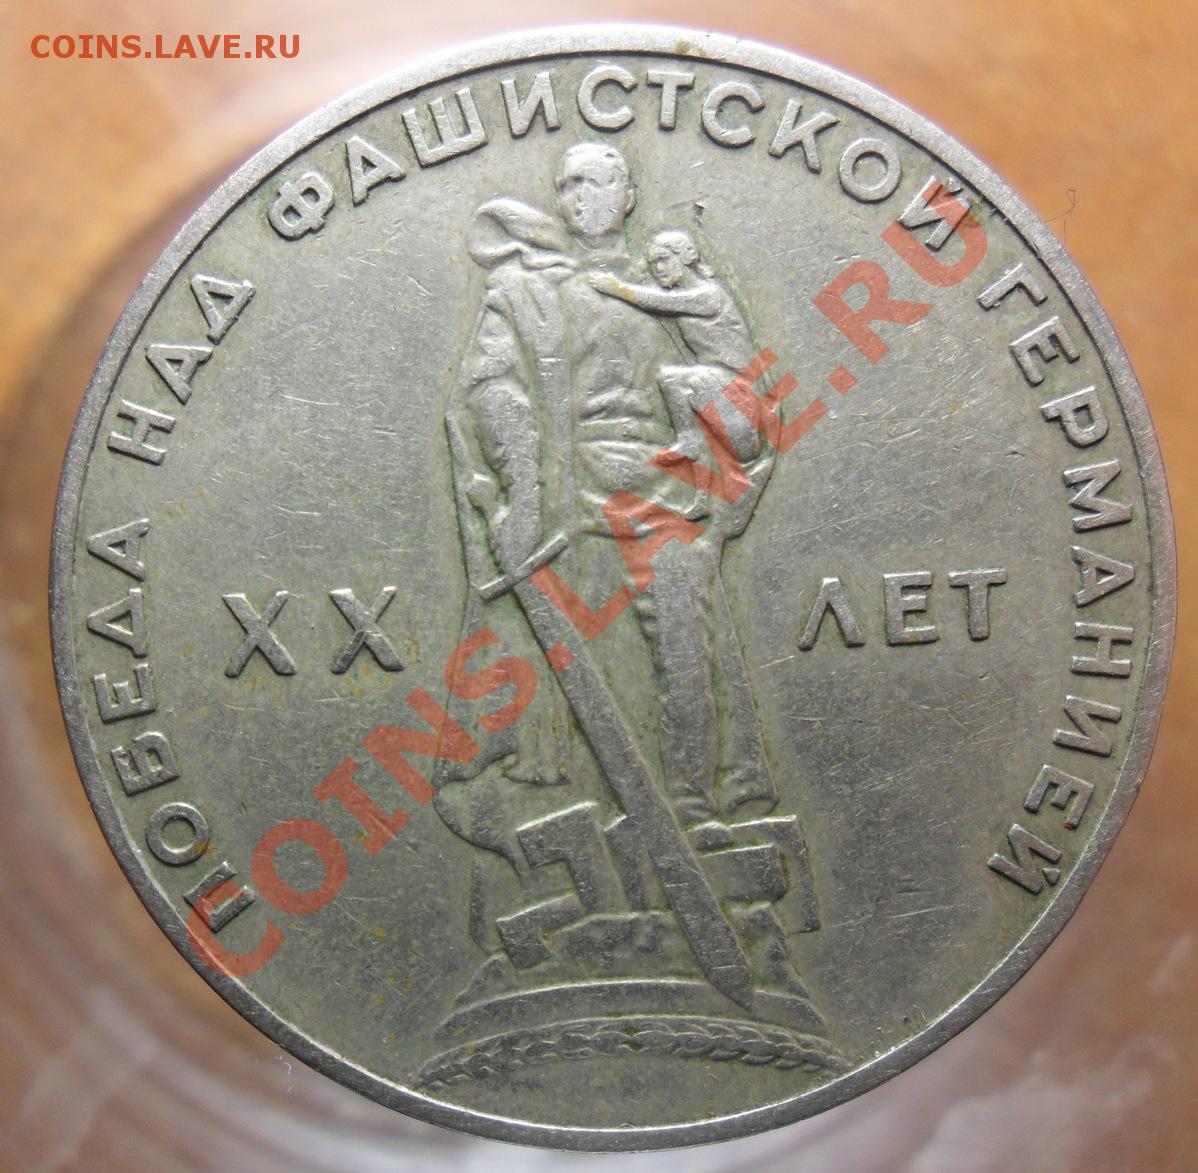 COINS.LAVE.RU
ПОБЕДА НАД ФАШИСТСКОЙ ГЕРМАНИЕЙ
XX ЛЕТ
COINS.LAVE.RU